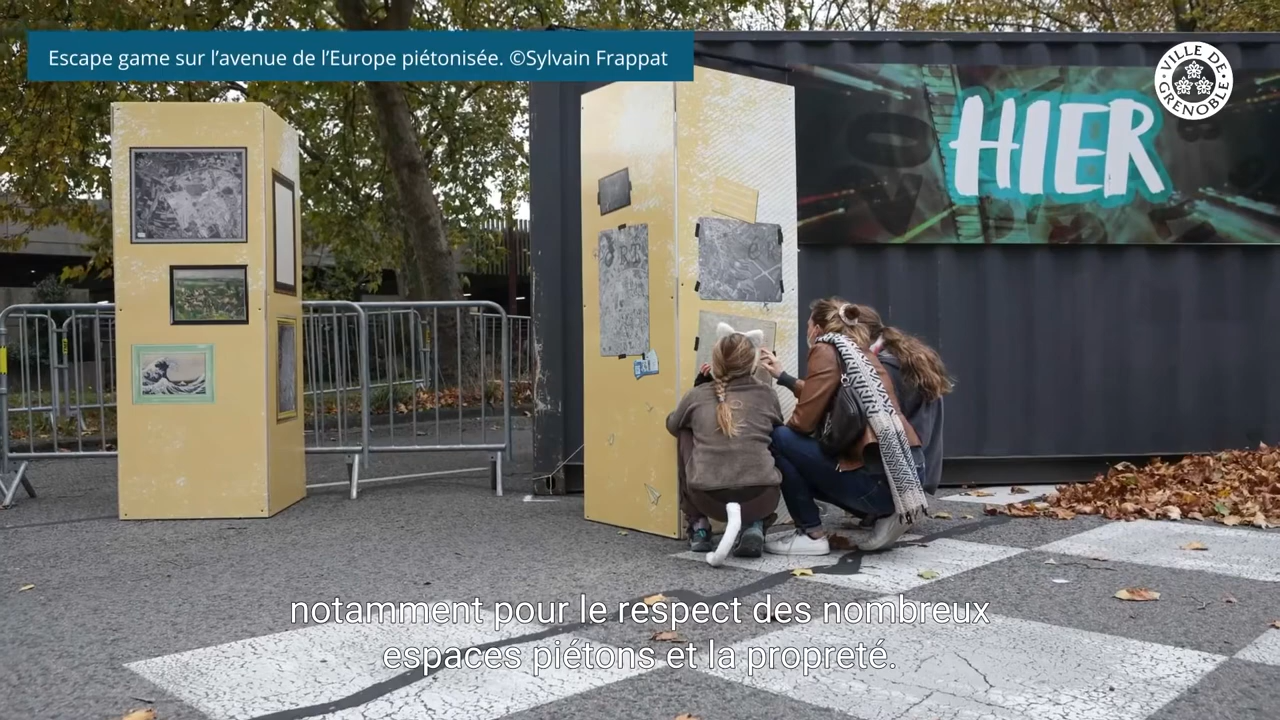 Escape game sur l’avenue de l’Europe piétonisée. ©Sylvain Frappat
VILLE DE
GRENOBLE
HIER
notamment pour le respect des nombreux
espaces piétons et la propreté.